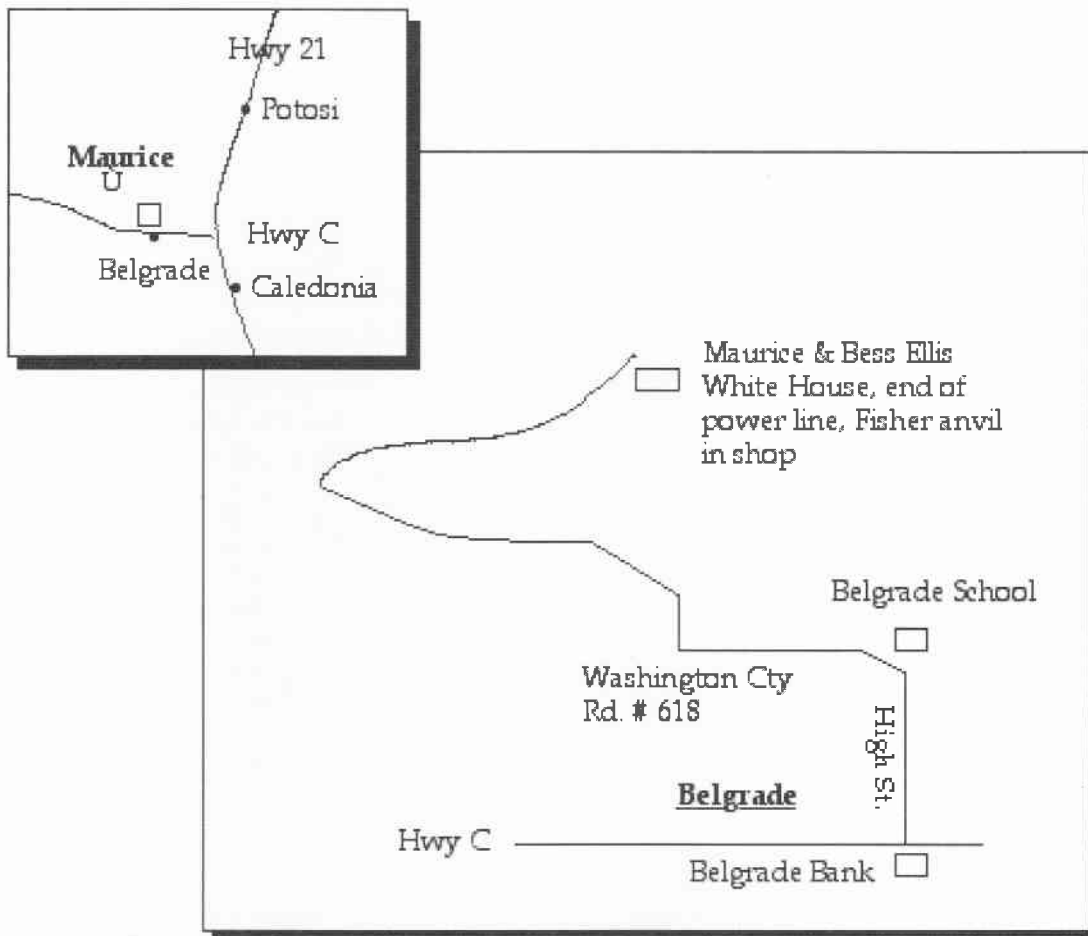 Hwy 21
Potosi
Maurice
Ù
Hwy C
Belgrade
Caledonia
Maurice & Bess Ellis
White House, end of
power line, Fisher anvil
in shop
Belgrade School
Washington Cty
Rd. # 618
High St.
Belgrade
Hwy C
Belgrade Bank